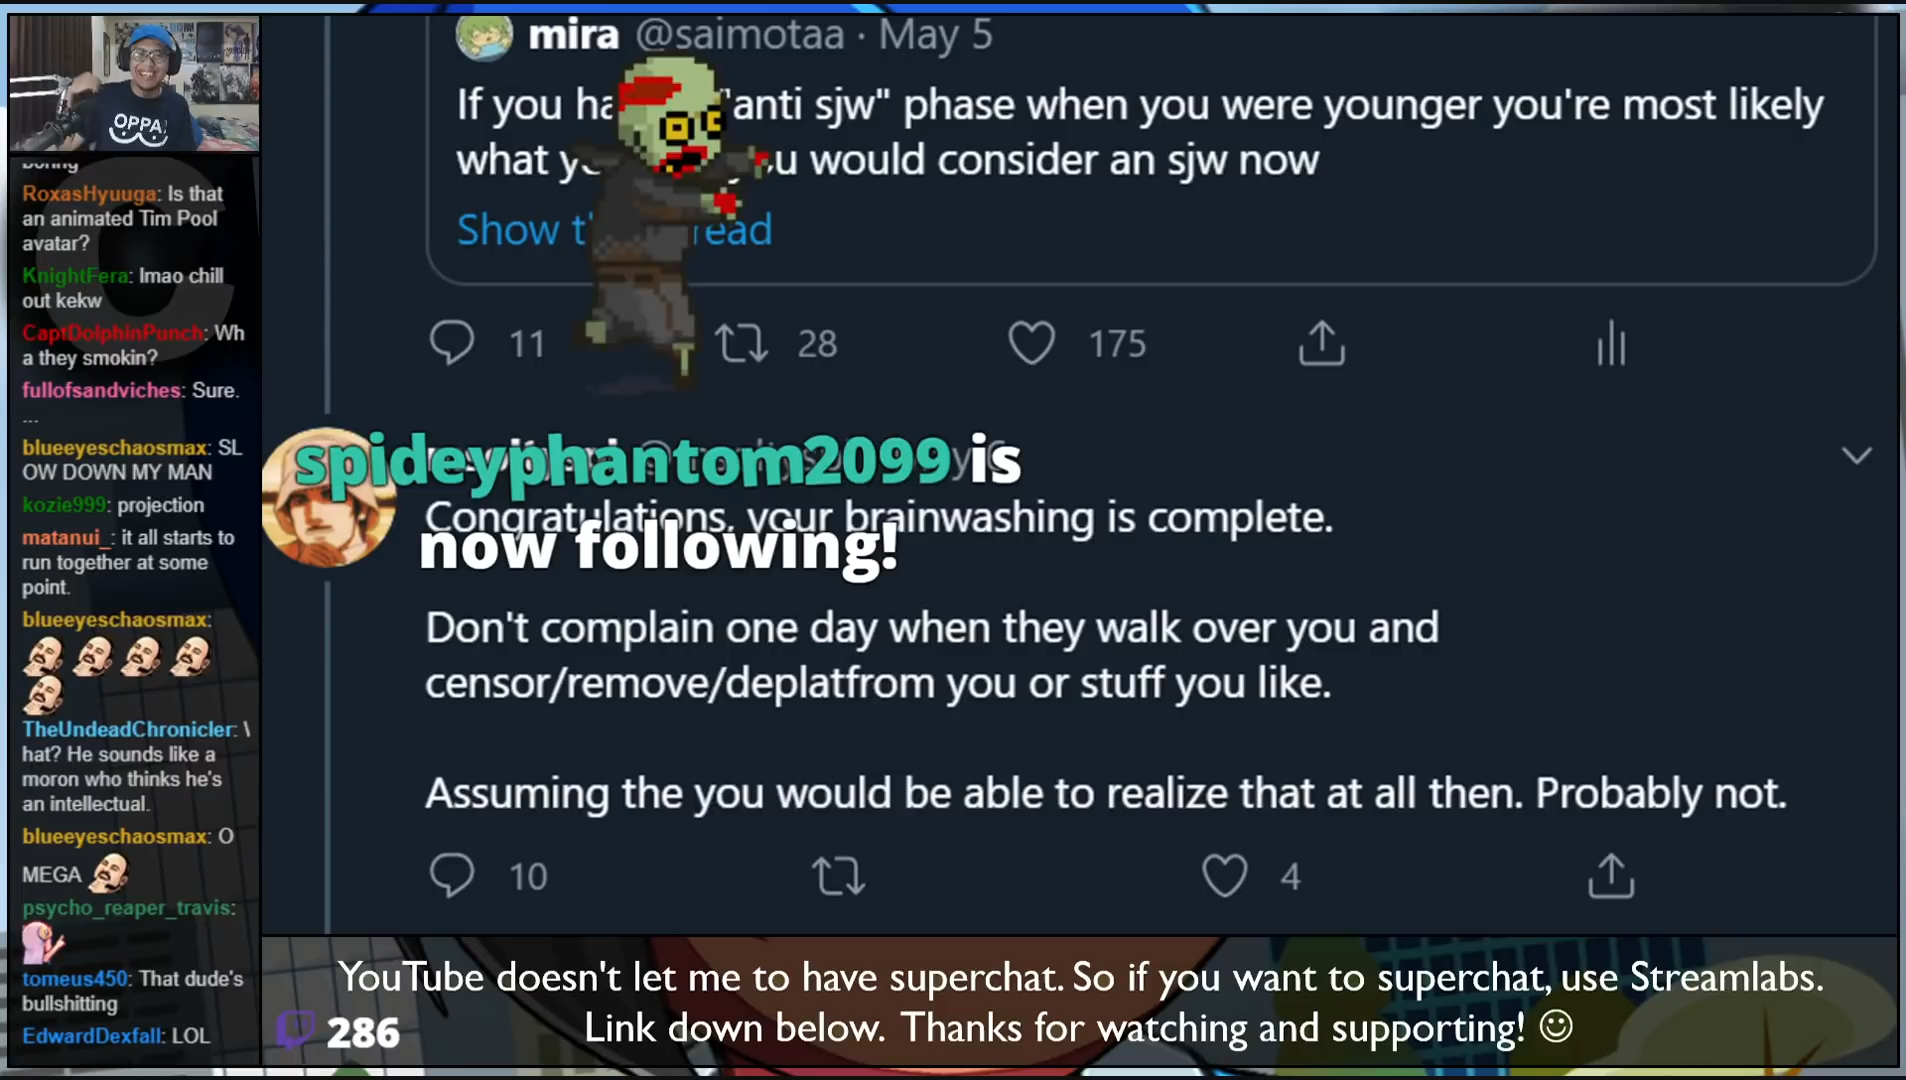 OPPA
boring
RoxasHyuuga: Is that
an animated Tim Pool
avatar?
KnightFera: lmao chill
out kekw
CaptDolphinPunch: Wh
a they smokin?
fullofsandviches: Sure.
...
blueeyeschaosmax: SL
OW DOWN MY MAN
kozie999: projection
matanui_: it all starts to
run together at some
point.
blueeyeschaosmax:
TheUndeadChronicler: \
hat? He sounds like a
moron who thinks he's
an intellectual.
blueeyeschaosmax: O
MEGA
psycho_reaper_travis:
tomeus450: That dude's
bullshitting
EdwardDexfall: LOL
mira @saimotaa · May 5
If you ha "anti sjw" phase when you were younger you're most likely
what would consider an sjw now
Show read
11 28 175
spideyphantom2099 is
now following!
Congratulations, your brainwashing is complete.
Don't complain one day when they walk over you and
censor/remove/deplatfrom you or stuff you like.
Assuming the you would be able to realize that at all then. Probably not.
10 4
YouTube doesn't let me to have superchat. So if you want to superchat, use Streamlabs.
286 Link down below. Thanks for watching and supporting! ☺